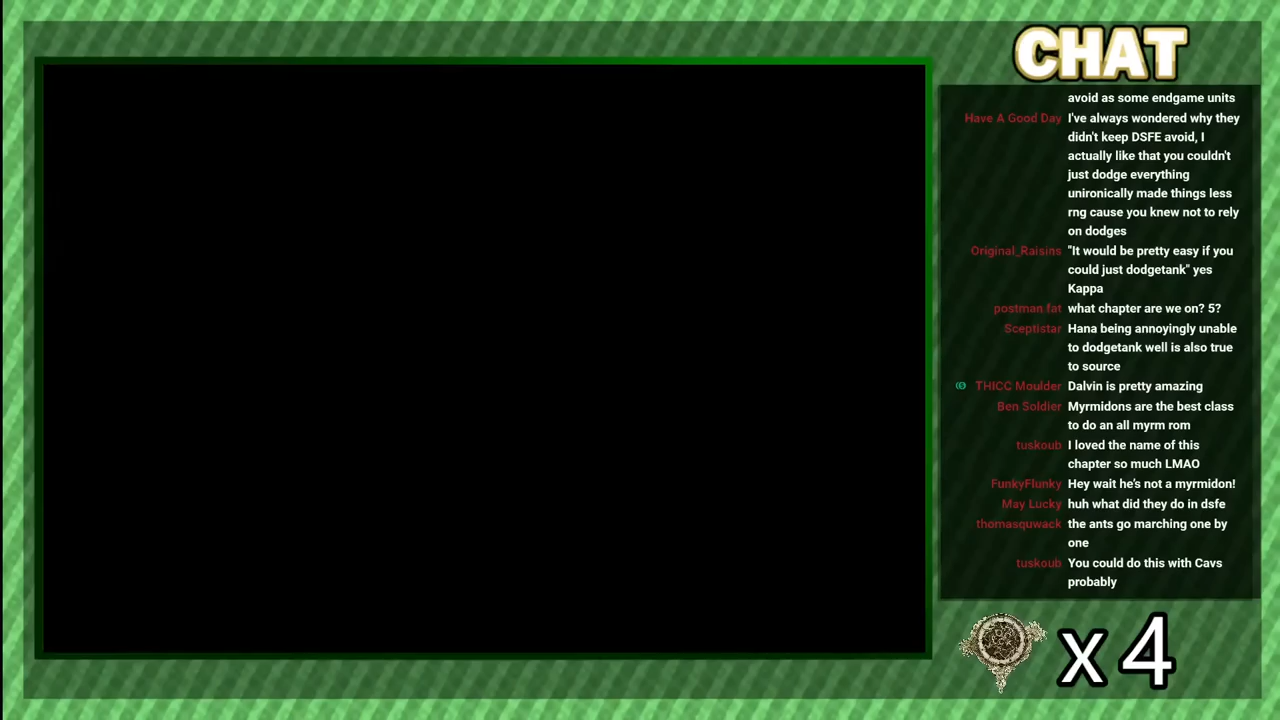 CHAT
avoid as some endgame units
Have A Good Day I've always wondered why they
didn't keep DSFE avoid, I
actually like that you couldn't
just dodge everything
unironically made things less
rng cause you knew not to rely
on dodges
Original_Raisins "It would be pretty easy if you
could just dodgetank" yes
Kappa
postman fat what chapter are we on? 5?
Sceptistar Hana being annoyingly unable
to dodgetank well is also true
to source
THICC Moulder Dalvin is pretty amazing
Ben Soldier Myrmidons are the best class
to do an all myrm rom
tuskoub I loved the name of this
chapter so much LMAO
FunkyFlunky Hey wait he's not a myrmidon!
May Lucky huh what did they do in dsfe
thomasquwack the ants go marching one by
one
tuskoub You could do this with Cavs
probably
x 4